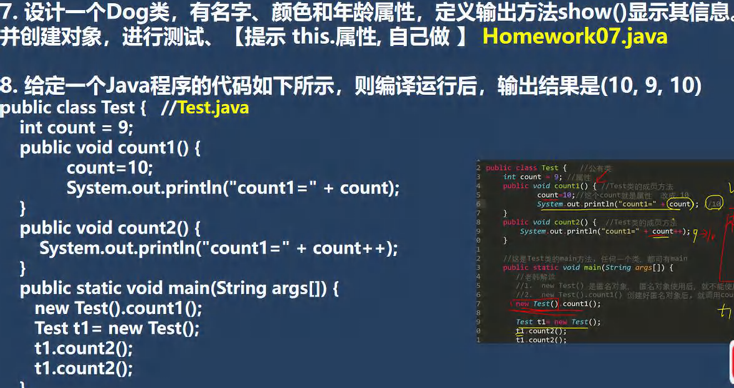 7. 设计一个Dog类，有名字、颜色和年龄属性，定义输出方法show()显示其信息。
并创建对象，进行测试、【提示 this.属性, 自己做 】 Homework07.java
8. 给定一个Java程序的代码如下所示，则编译运行后，输出结果是(10, 9, 10)
public class Test { //Test.java
int count = 9;
public void count1() {
count=10;
System.out.println("count1=" + count);
}
public void count2() {
System.out.println("count1=" + count++);
}
public static void main(String args[]) {
new Test().count1();
Test t1= new Test();
t1.count2();
t1.count2();
}
2 public class Test { //公有类
3 int count = 9; //属性
4 public void count1() { //Test类的成员方法
5 count=10;//这个count就是属性 改成 10
6 System.out.println("count1=" + count); //10
7 }
8 public void count2() { //Test类的成员方法
9 System.out.println("count1=" + count++); 9
0 }
1
2 //这是Test类的main方法, 任何一个类，都可有main
3 public static void main(String args[]) {
4 //老韩解读
5 //1. new Test() 是匿名对象， 匿名对象使用后，就不能使用
6 //2. new Test().count1() 创建好匿名对象后, 就调用cou
7 new Test().count1();
8
9 Test t1= new Test();
0 t1.count2();
1 t1.count2();